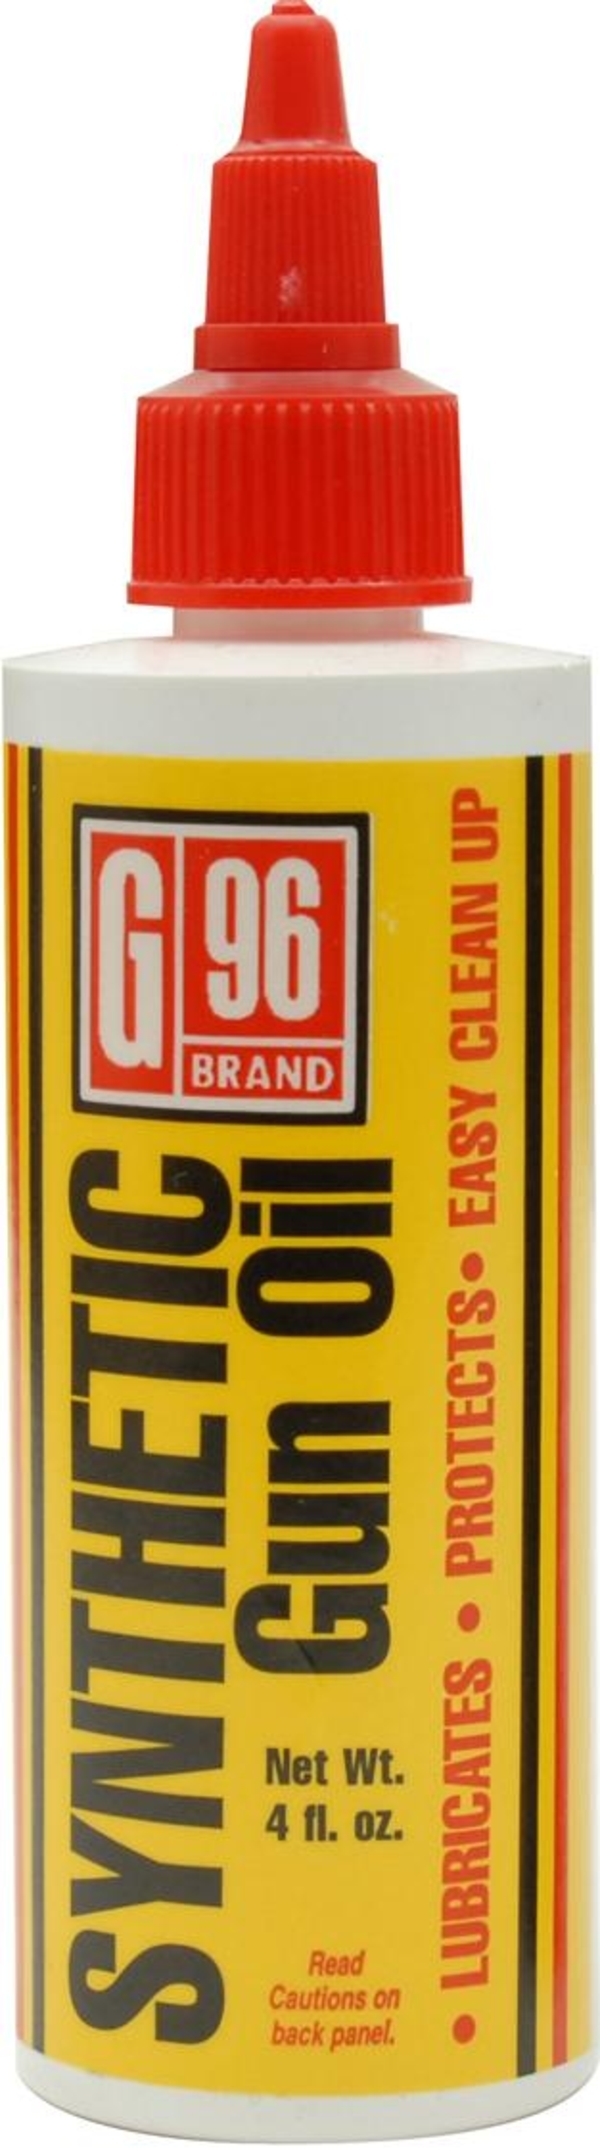 G 96
BRAND
SYNTHETIC
Gun Oil
Net Wt.
4 fl. oz.
Read
Cautions on
back panel.
• LUBRICATES • PROTECTS• EASY CLEAN UP